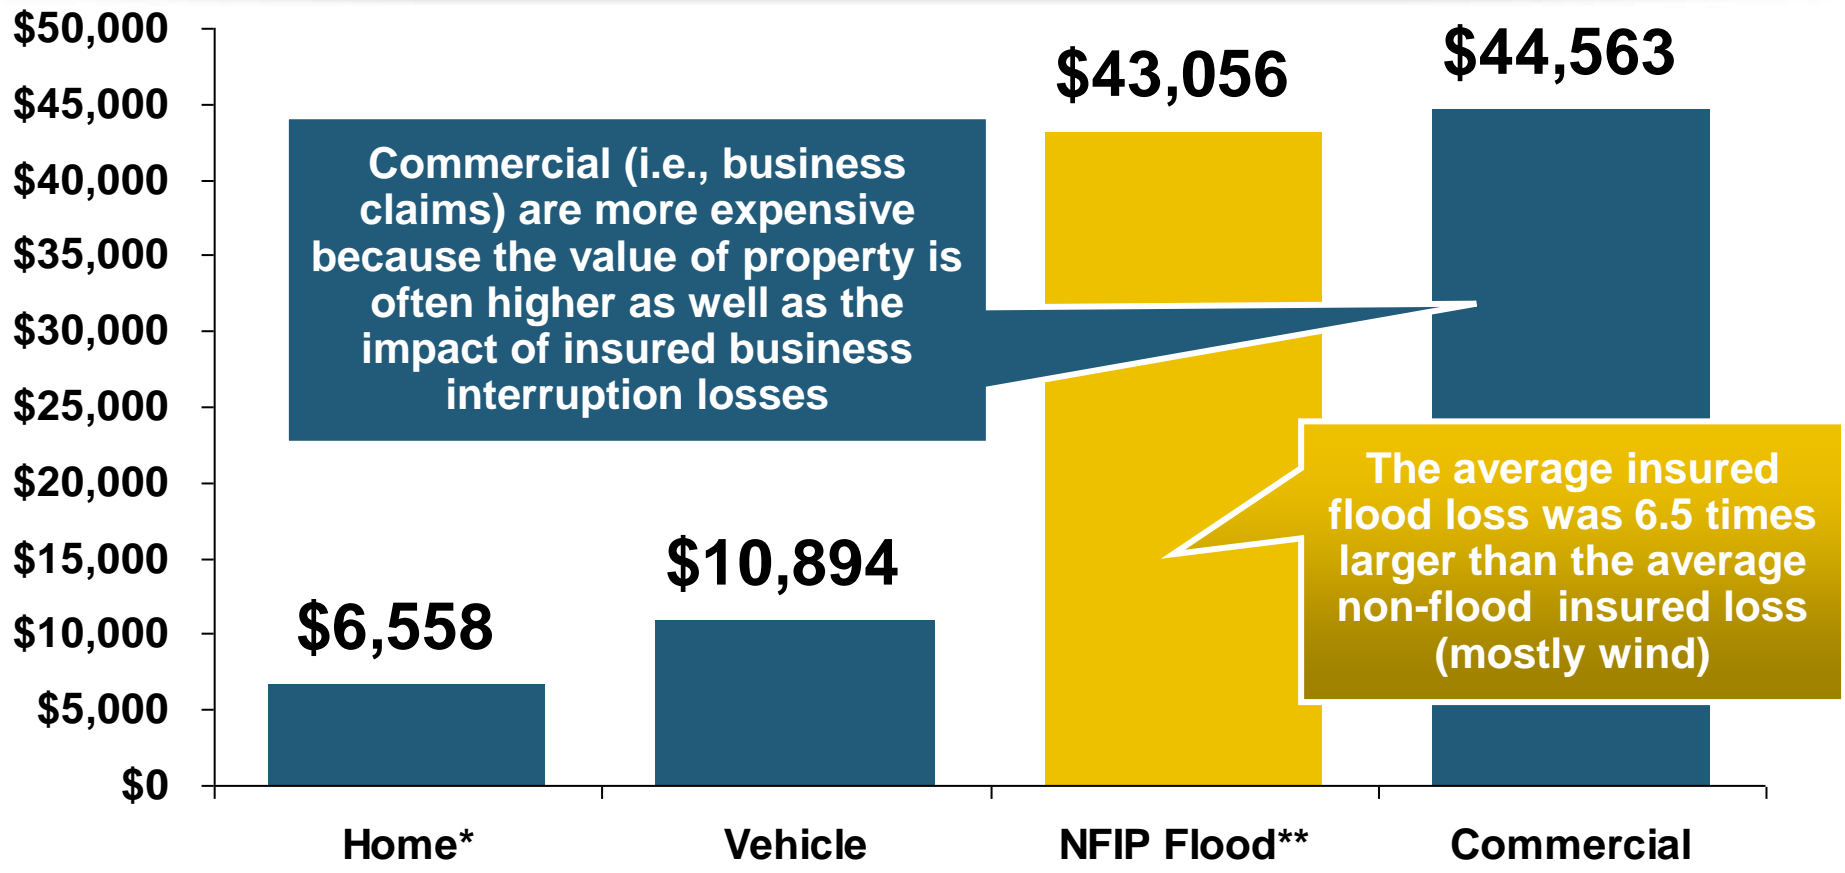 $50,000
$45,000
$40,000
$35,000
$30,000
$25,000
$20,000
$15,000
$10,000
$5,000
$0
$6,558
$10,894
$43,056
$44,563
Commercial (i.e., business
claims) are more expensive
because the value of property is
often higher as well as the
impact of insured business
interruption losses
The average insured
flood loss was 6.5 times
larger than the average
non-flood insured loss
(mostly wind)
Home*
Vehicle
NFIP Flood**
Commercial